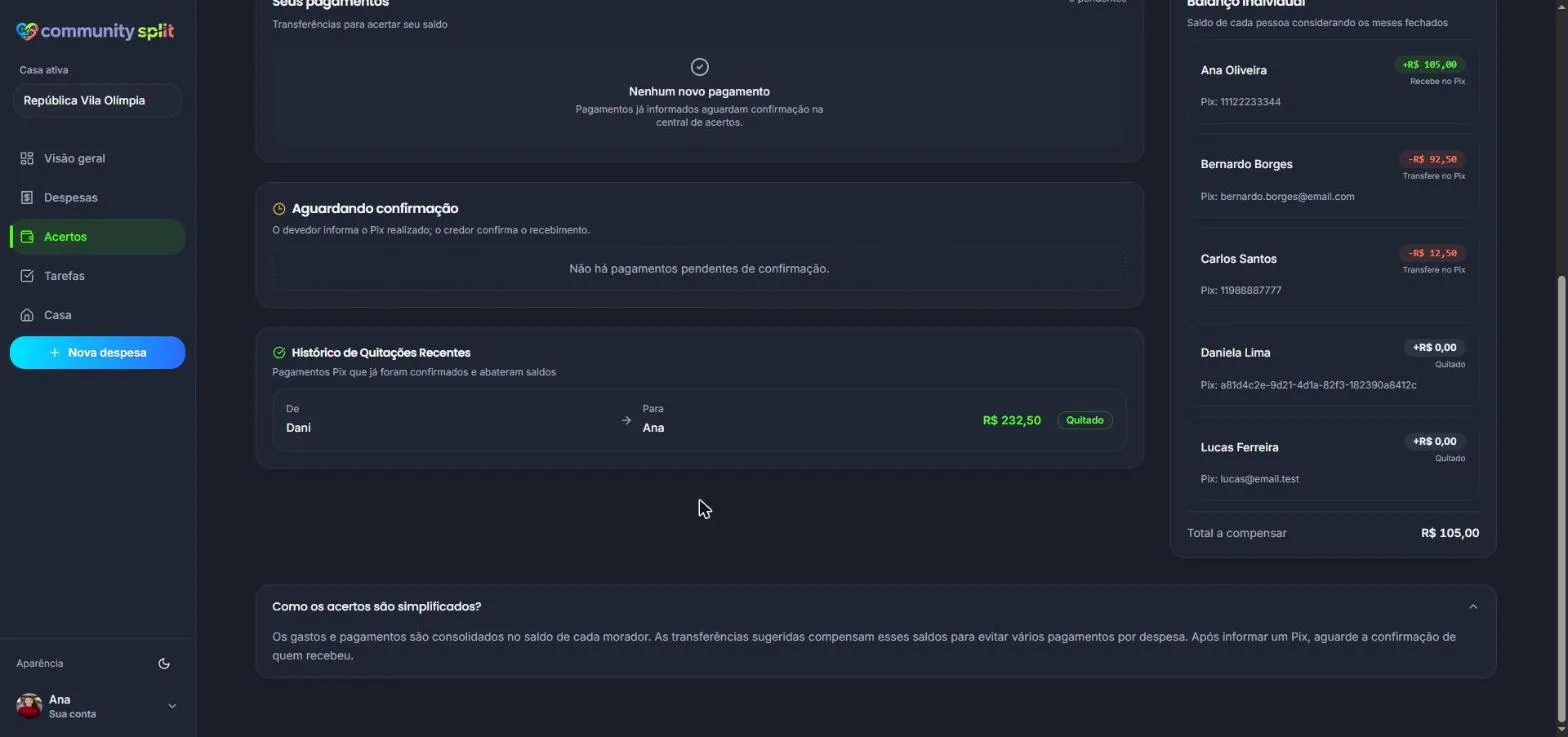 community split
Casa ativa
República Vila Olímpia
Visão geral
Despesas
Acertos
Tarefas
Casa
+ Nova despesa
Aparência
Ana
Sua conta
Seus pagamentos
Transferências para acertar seu saldo
Nenhum novo pagamento
Pagamentos já informados aguardam confirmação na
central de acertos.
Aguardando confirmação
O devedor informa o Pix realizado; o credor confirma o recebimento.
Não há pagamentos pendentes de confirmação.
Histórico de Quitações Recentes
Pagamentos Pix que já foram confirmados e abateram saldos
De
Dani
→
Para
Ana
R$ 232,50
Quitado
Balanço individual
Saldo de cada pessoa considerando os meses fechados
Ana Oliveira
+R$ 105,00
Recebe no Pix
Pix: 11122233344
Bernardo Borges
-R$ 92,50
Transfere no Pix
Pix: bernardo.borges@email.com
Carlos Santos
-R$ 12,50
Transfere no Pix
Pix: 11988887777
Daniela Lima
+R$ 0,00
Quitado
Pix: a81d4c2e-9d21-4d1a-82f3-182390a8412c
Lucas Ferreira
+R$ 0,00
Quitado
Pix: lucas@email.test
Total a compensar
R$ 105,00
Como os acertos são simplificados?
Os gastos e pagamentos são consolidados no saldo de cada morador. As transferências sugeridas compensam esses saldos para evitar vários pagamentos por despesa. Após informar um Pix, aguarde a confirmação de
quem recebeu.